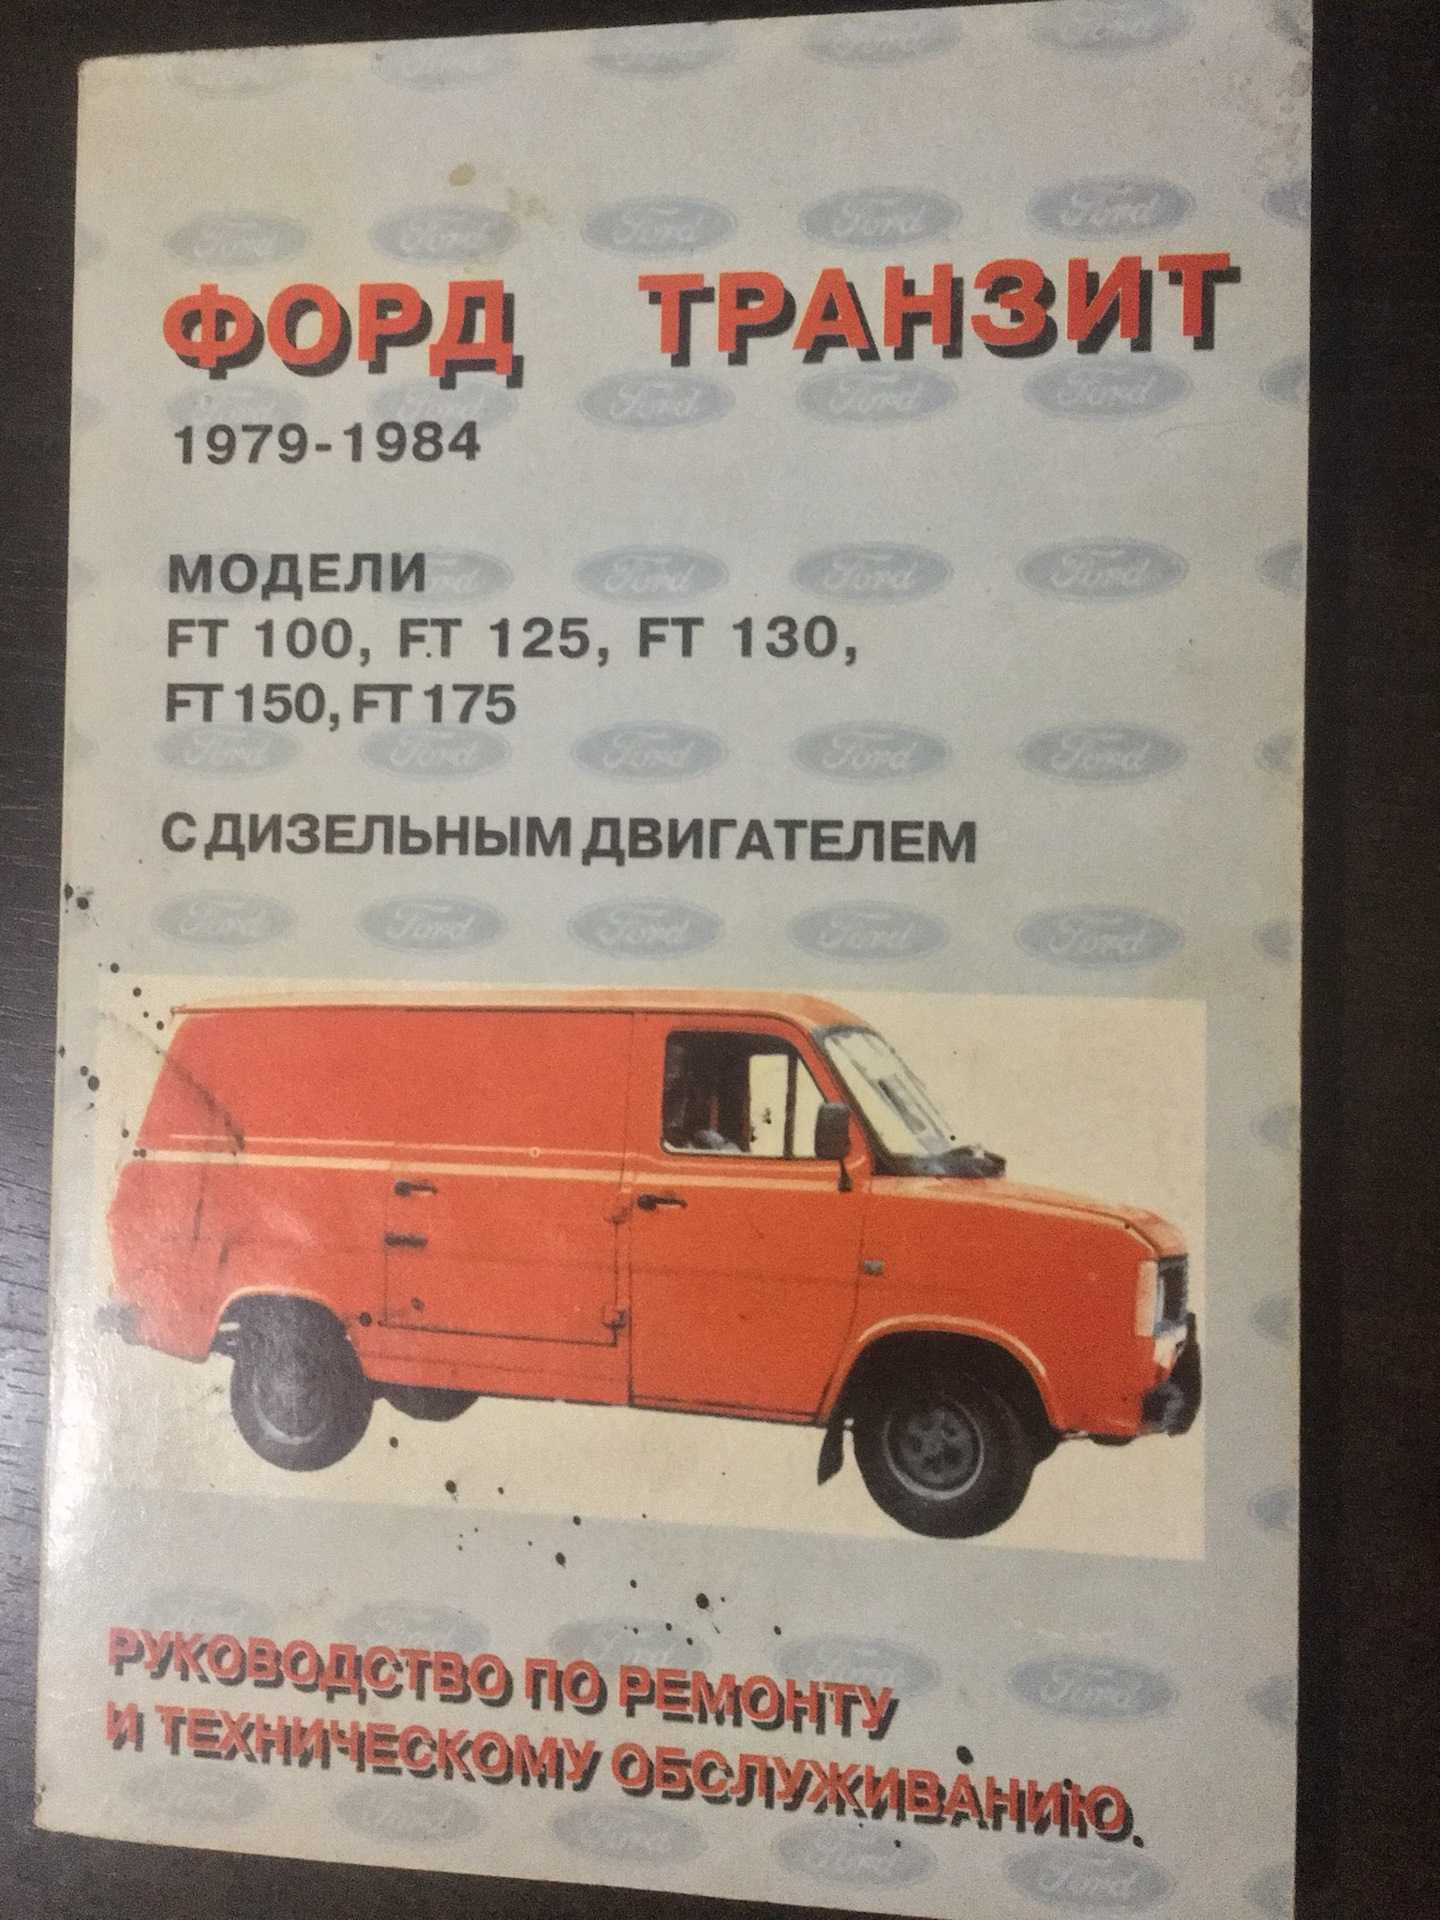 ФОРД ТРАНЗИТ
1979-1984
МОДЕЛИ
FT 100, F.T 125, FT 130,
FT 150, FT 175
С ДИЗЕЛЬНЫМ ДВИГАТЕЛЕМ
РУКОВОДСТВО ПО РЕМОНТУ
И ТЕХНИЧЕСКОМУ ОБСЛУЖИВАНИЮ.